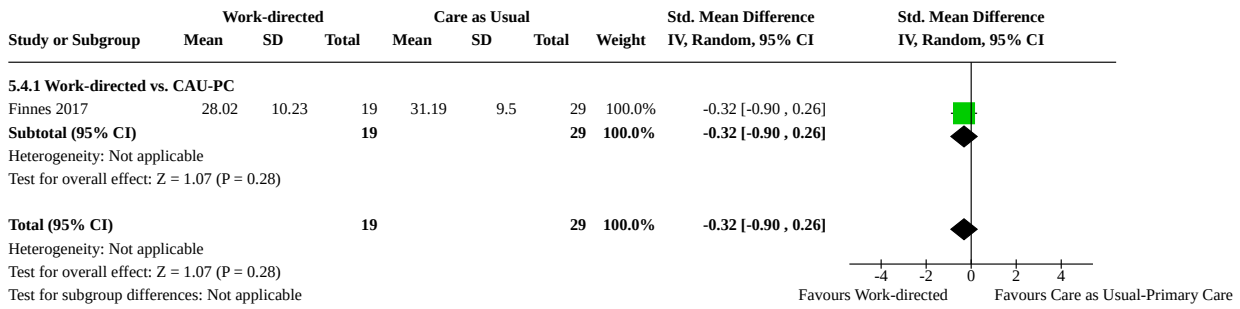 Work-directed Care as Usual Std. Mean Difference Std. Mean Difference
Study or Subgroup Mean SD Total Mean SD Total Weight IV, Random, 95% CI IV, Random, 95% CI
5.4.1 Work-directed vs. CAU-PC
Finnes 2017 28.02 10.23 19 31.19 9.5 29 100.0% -0.32 [-0.90 , 0.26]
Subtotal (95% CI) 19 29 100.0% -0.32 [-0.90 , 0.26]
Heterogeneity: Not applicable
Test for overall effect: Z = 1.07 (P = 0.28)
Total (95% CI) 19 29 100.0% -0.32 [-0.90 , 0.26]
Heterogeneity: Not applicable
Test for overall effect: Z = 1.07 (P = 0.28) -4 -2 0 2 4
Test for subgroup differences: Not applicable Favours Work-directed Favours Care as Usual-Primary Care